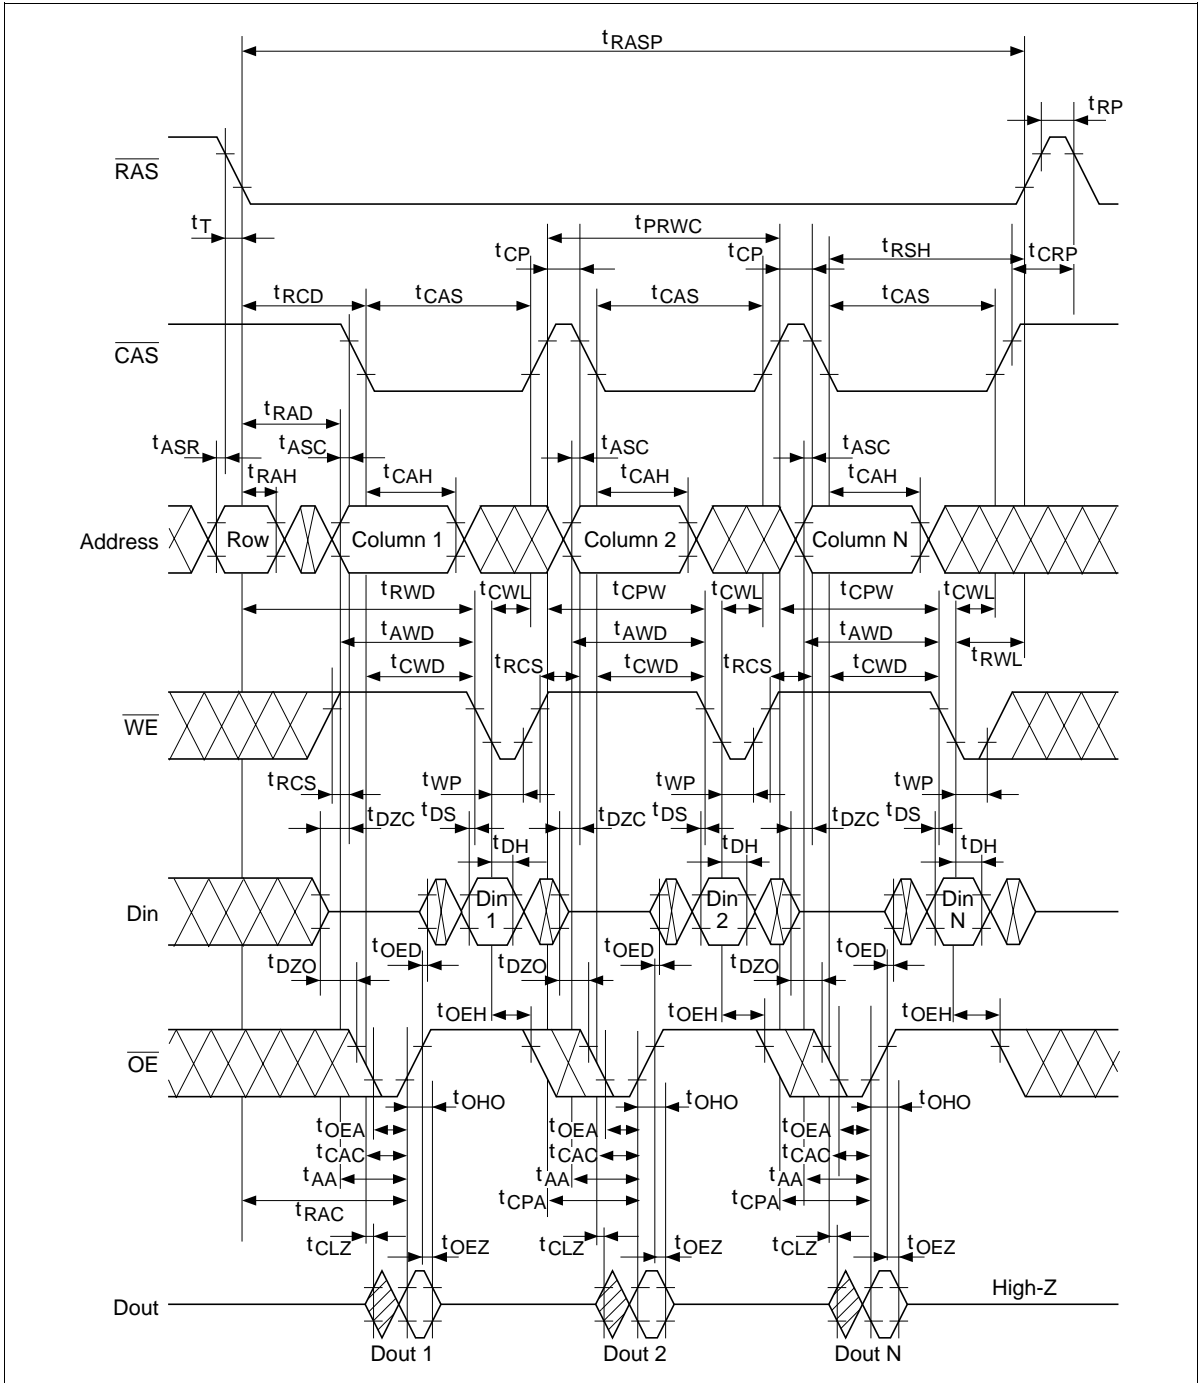 tRASP
tRP
RAS
tT
tPRWC
tCP
tCP
tRSH
tCRP
tRCD
tCAS
tCAS
tCAS
CAS
tRAD
tASR
tASC
tASC
tASC
tRAH
tCAH
tCAH
tCAH
Address
Row
Column 1
Column 2
Column N
tRWD
tCWL
tCPW
tCWL
tCPW
tCWL
tAWD
tAWD
tAWD
tRCS
tRCS
tRWL
tCWD
tCWD
tCWD
WE
tRCS
tWP
tWP
tWP
tDZC
tDS
tDZC
tDS
tDZC
tDS
tDH
tDH
tDH
Din
Din 1
Din 2
Din N
tOED
tOED
tOED
tDZO
tDZO
tDZO
tOEH
tOEH
tOEH
OE
tOHO
tOHO
tOHO
tOEA
tOEA
tOEA
tCAC
tCAC
tCAC
tAA
tAA
tAA
tRAC
tCPA
tCPA
tCLZ
tOEZ
tCLZ
tOEZ
tCLZ
tOEZ
High-Z
Dout
Dout 1
Dout 2
Dout N